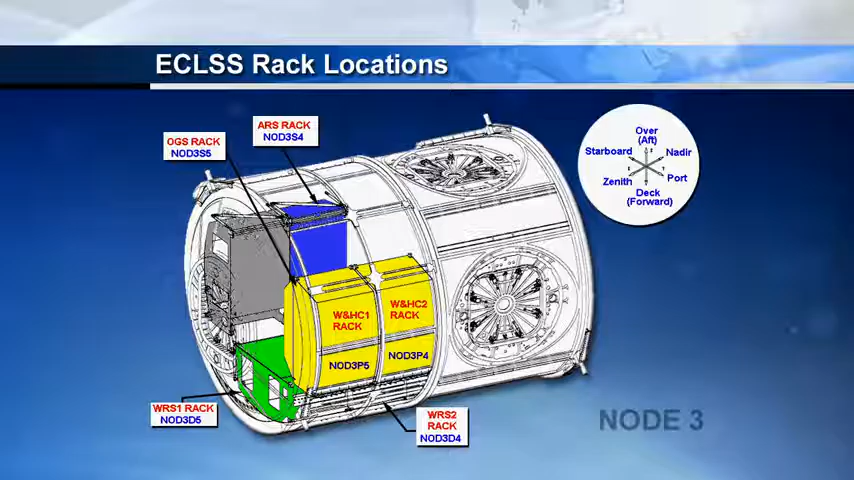 ECLSS Rack Locations
ARS RACK
NOD3S4
OGS RACK
NOD3S5
Over
(Aft)
Starboard
Nadir
Zenith
Port
Deck
(Forward)
W&HC1
RACK
W&HC2
RACK
NOD3P5
NOD3P4
WRS1 RACK
NOD3D5
WRS2
RACK
NOD3D4
NODE 3